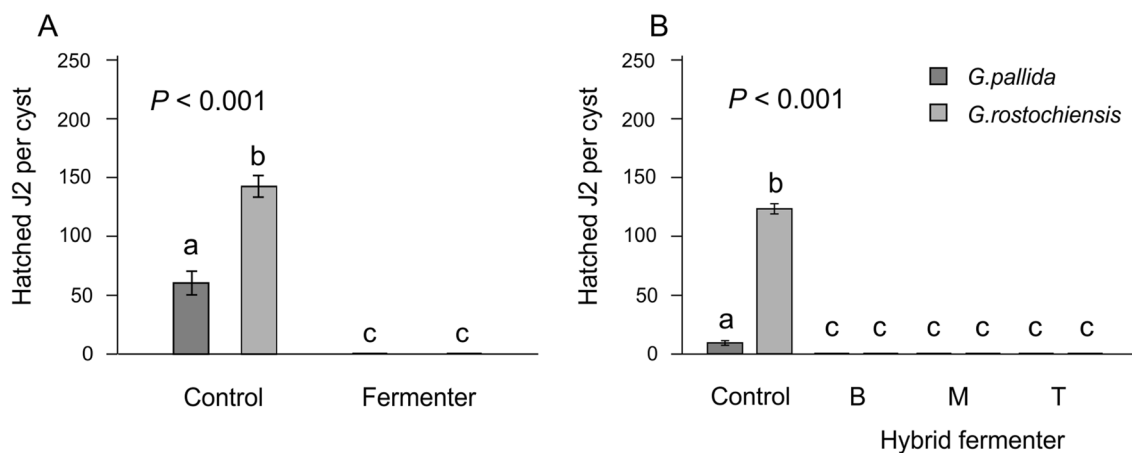 A
250
200
150
100
50
0
Hatched J2 per cyst
P < 0.001
a
b
c
c
Control
Fermenter
B
250
200
150
100
50
0
Hatched J2 per cyst
P < 0.001
G.pallida
G.rostochiensis
a
b
c
c
c
c
c
c
Control
B
M
T
Hybrid fermenter